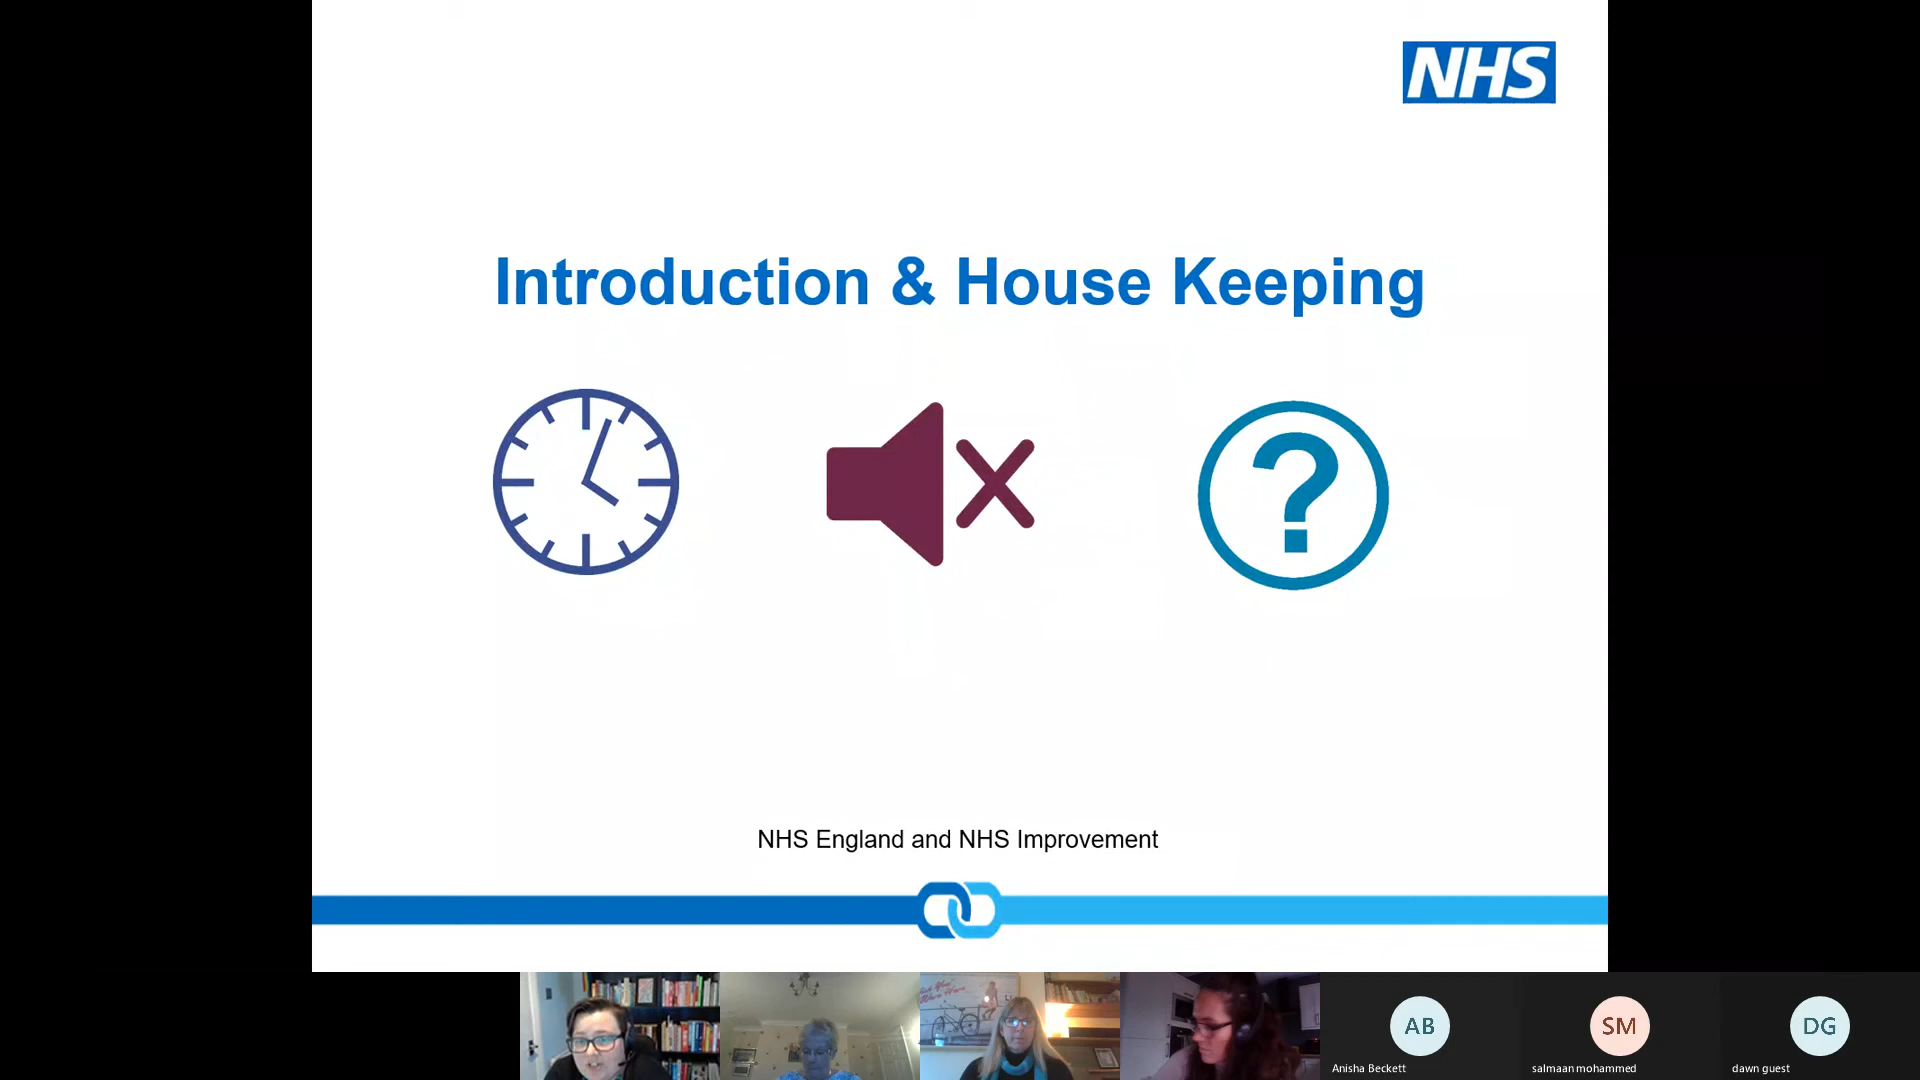 NHS
Introduction & House Keeping
?
NHS England and NHS Improvement
AB
SM
DG
Anisha Beckett
salmaan mohammed
dawn guest